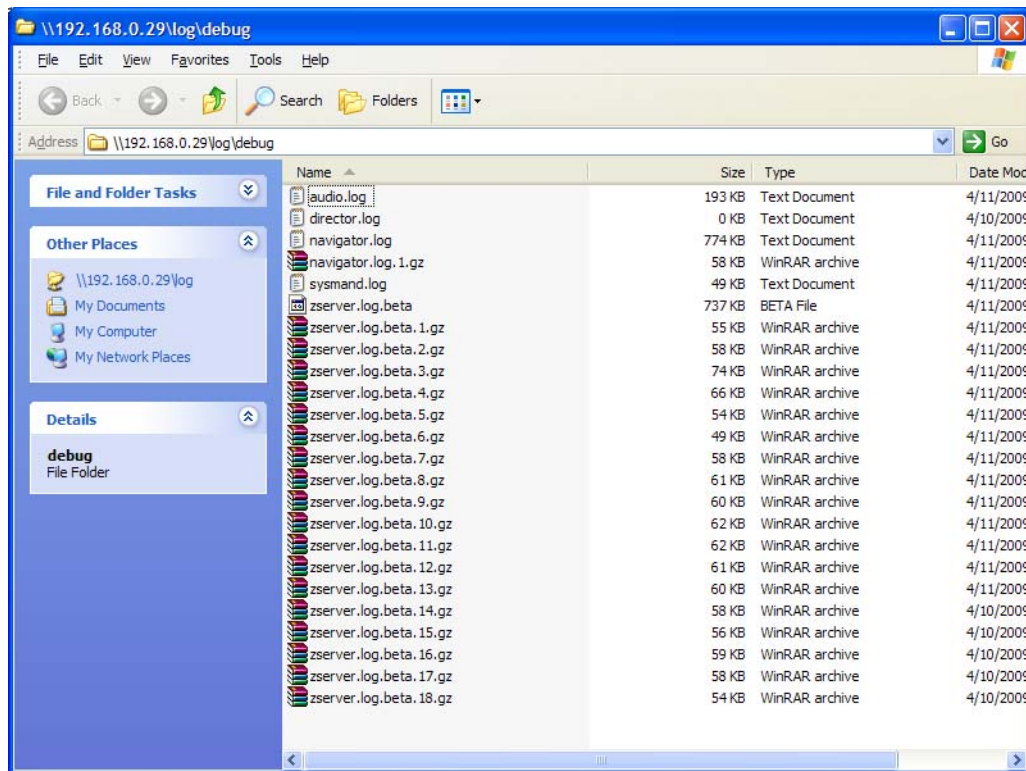 \\192.168.0.29\log\debug
File Edit View Favorites Tools Help
Back Search Folders
Address \\192.168.0.29\log\debug Go
File and Folder Tasks
Other Places
\\192.168.0.29\log
My Documents
My Computer
My Network Places
Details
debug
File Folder
Name Size Type Date Mod
audio.log 193 KB Text Document 4/11/2009
director.log 0 KB Text Document 4/10/2009
navigator.log 774 KB Text Document 4/11/2009
navigator.log.1.gz 58 KB WinRAR archive 4/11/2009
sysmand.log 49 KB Text Document 4/11/2009
zserver.log.beta 737 KB BETA File 4/11/2009
zserver.log.beta.1.gz 55 KB WinRAR archive 4/11/2009
zserver.log.beta.2.gz 58 KB WinRAR archive 4/11/2009
zserver.log.beta.3.gz 74 KB WinRAR archive 4/11/2009
zserver.log.beta.4.gz 66 KB WinRAR archive 4/11/2009
zserver.log.beta.5.gz 54 KB WinRAR archive 4/11/2009
zserver.log.beta.6.gz 49 KB WinRAR archive 4/11/2009
zserver.log.beta.7.gz 58 KB WinRAR archive 4/11/2009
zserver.log.beta.8.gz 61 KB WinRAR archive 4/11/2009
zserver.log.beta.9.gz 60 KB WinRAR archive 4/11/2009
zserver.log.beta.10.gz 62 KB WinRAR archive 4/11/2009
zserver.log.beta.11.gz 62 KB WinRAR archive 4/11/2009
zserver.log.beta.12.gz 61 KB WinRAR archive 4/11/2009
zserver.log.beta.13.gz 60 KB WinRAR archive 4/11/2009
zserver.log.beta.14.gz 58 KB WinRAR archive 4/10/2009
zserver.log.beta.15.gz 56 KB WinRAR archive 4/10/2009
zserver.log.beta.16.gz 59 KB WinRAR archive 4/10/2009
zserver.log.beta.17.gz 58 KB WinRAR archive 4/10/2009
zserver.log.beta.18.gz 54 KB WinRAR archive 4/10/2009